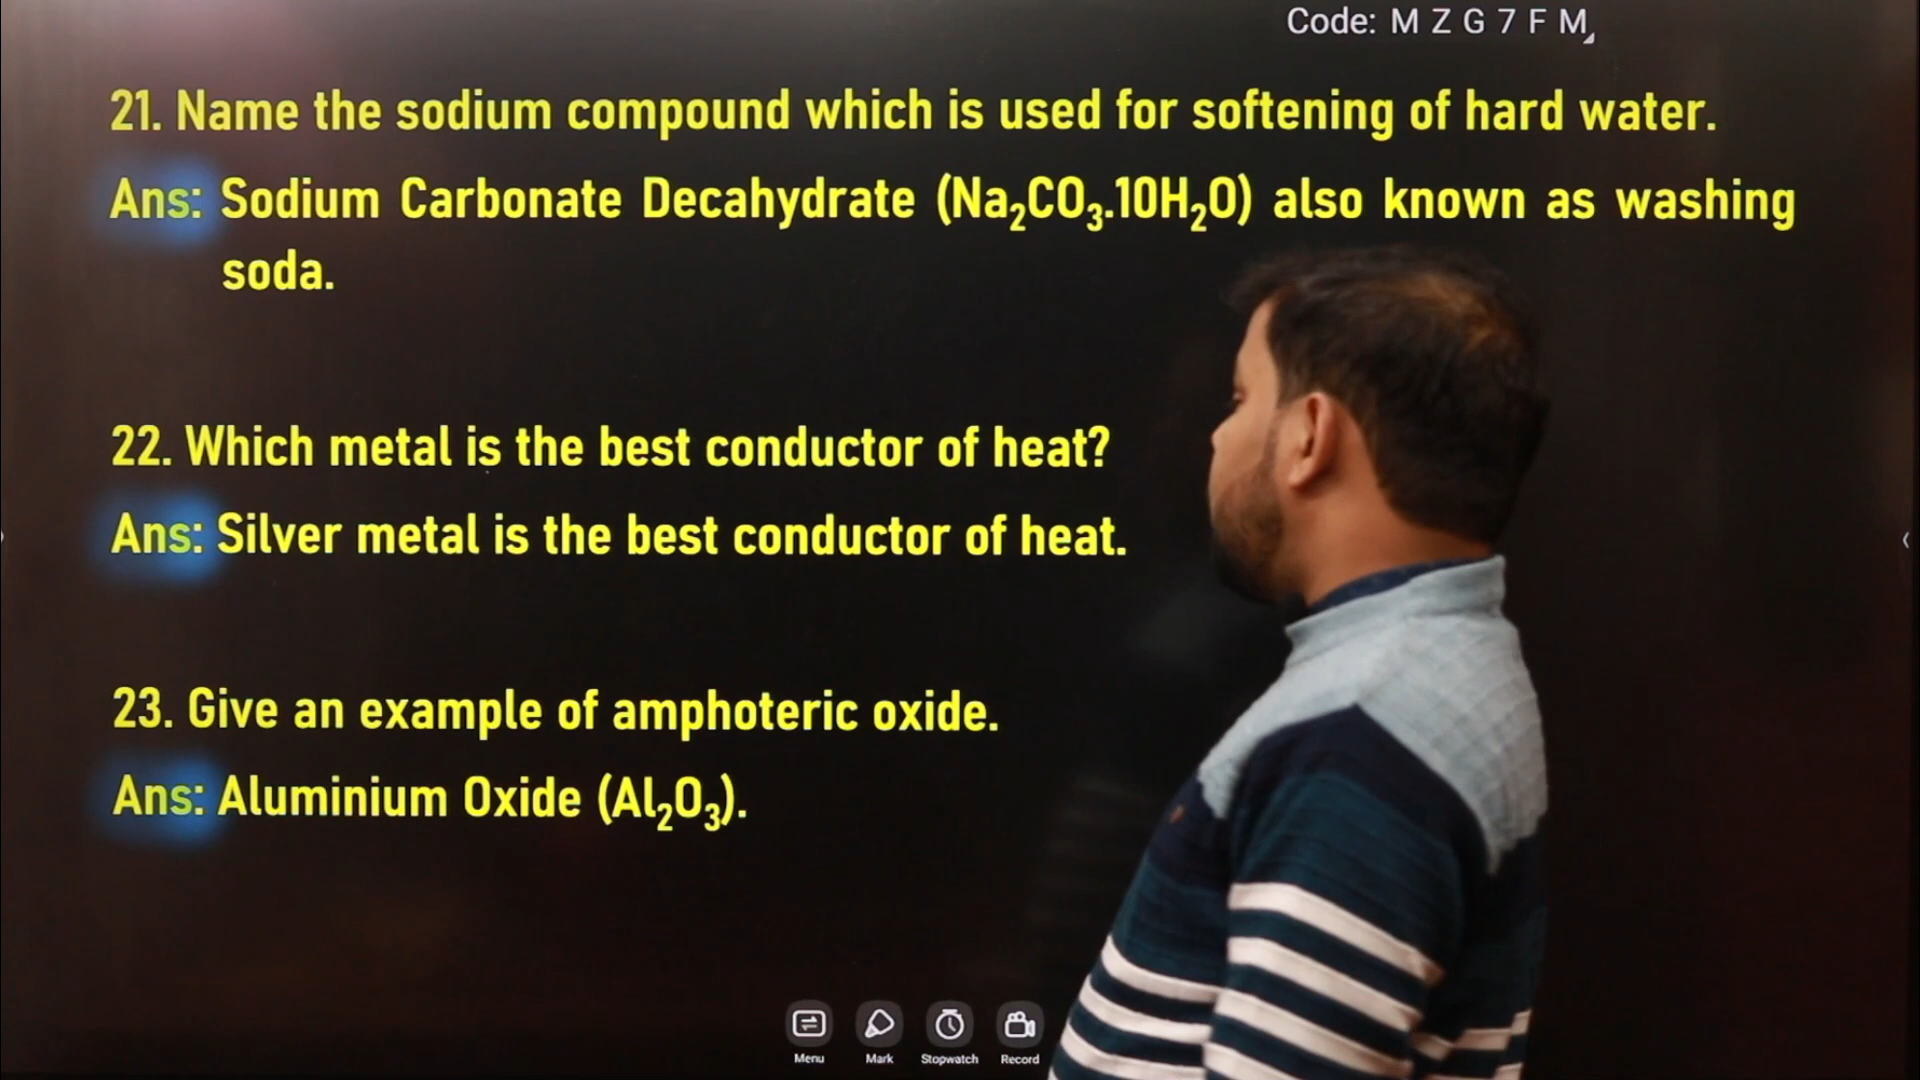 Code: M Z G 7 F M
21. Name the sodium compound which is used for softening of hard water.
Ans: Sodium Carbonate Decahydrate (Na₂CO₃.10H₂O) also known as washing
soda.
22. Which metal is the best conductor of heat?
Ans: Silver metal is the best conductor of heat.
23. Give an example of amphoteric oxide.
Ans: Aluminium Oxide (Al₂O₃).
Menu Mark Stopwatch Record